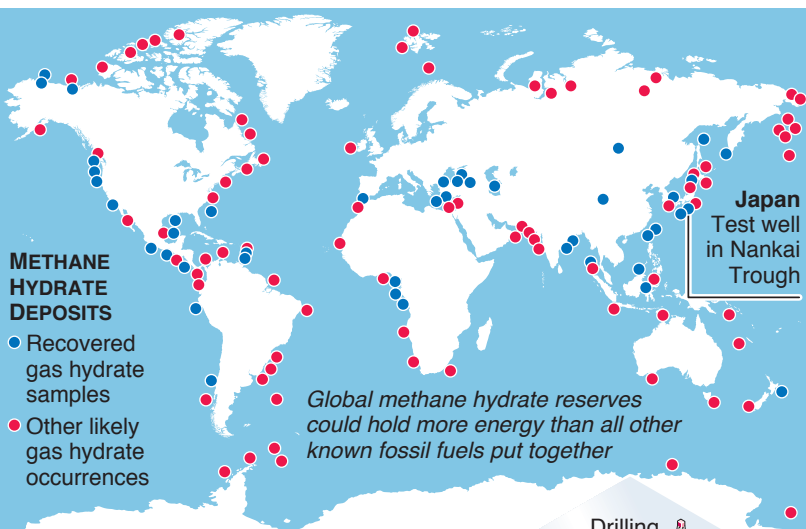 METHANE
HYDRATE
DEPOSITS
Recovered
gas hydrate
samples
Other likely
gas hydrate
occurrences
Japan
Test well
in Nankai
Trough
Global methane hydrate reserves
could hold more energy than all other
known fossil fuels put together
Drilling